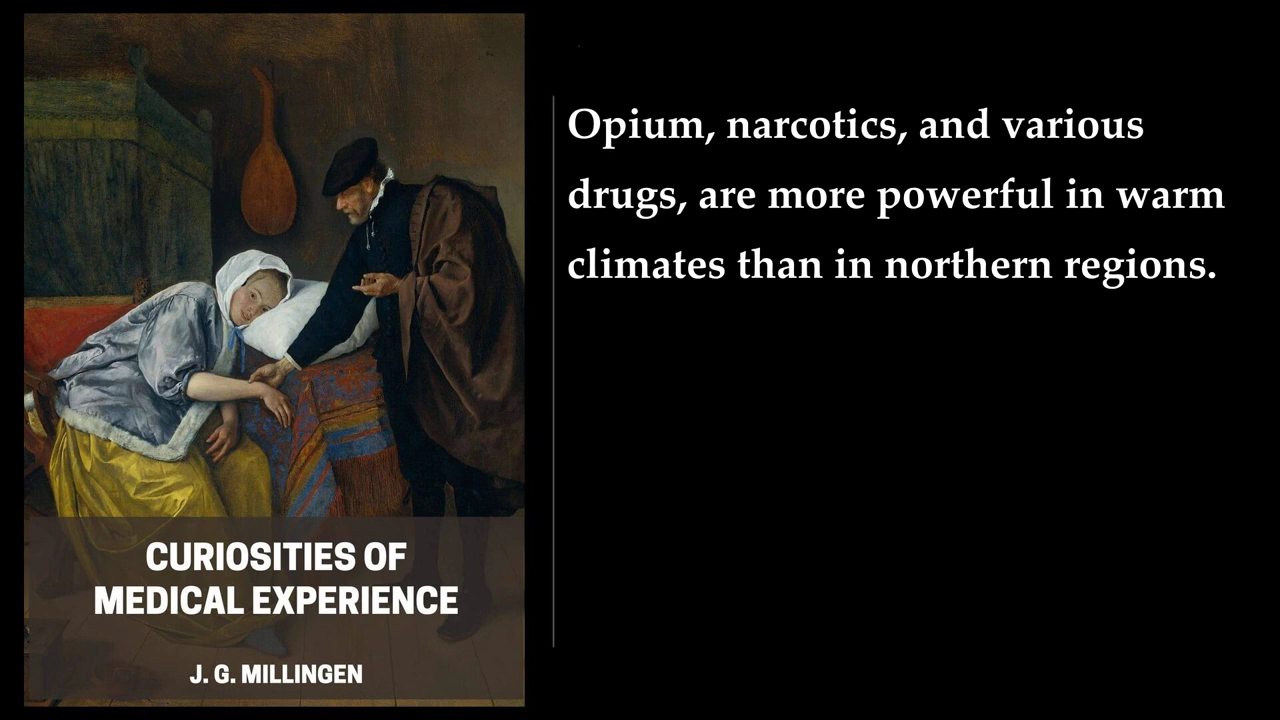 Opium, narcotics, and various
drugs, are more powerful in warm
climates than in northern regions.
CURIOSITIES OF
MEDICAL EXPERIENCE
J. G. MILLINGEN